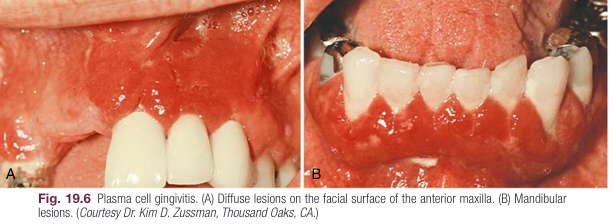 A
B
Fig. 19.6 Plasma cell gingivitis. (A) Diffuse lesions on the facial surface of the anterior maxilla. (B) Mandibular
lesions. (Courtesy Dr. Kim D. Zussman, Thousand Oaks, CA.)